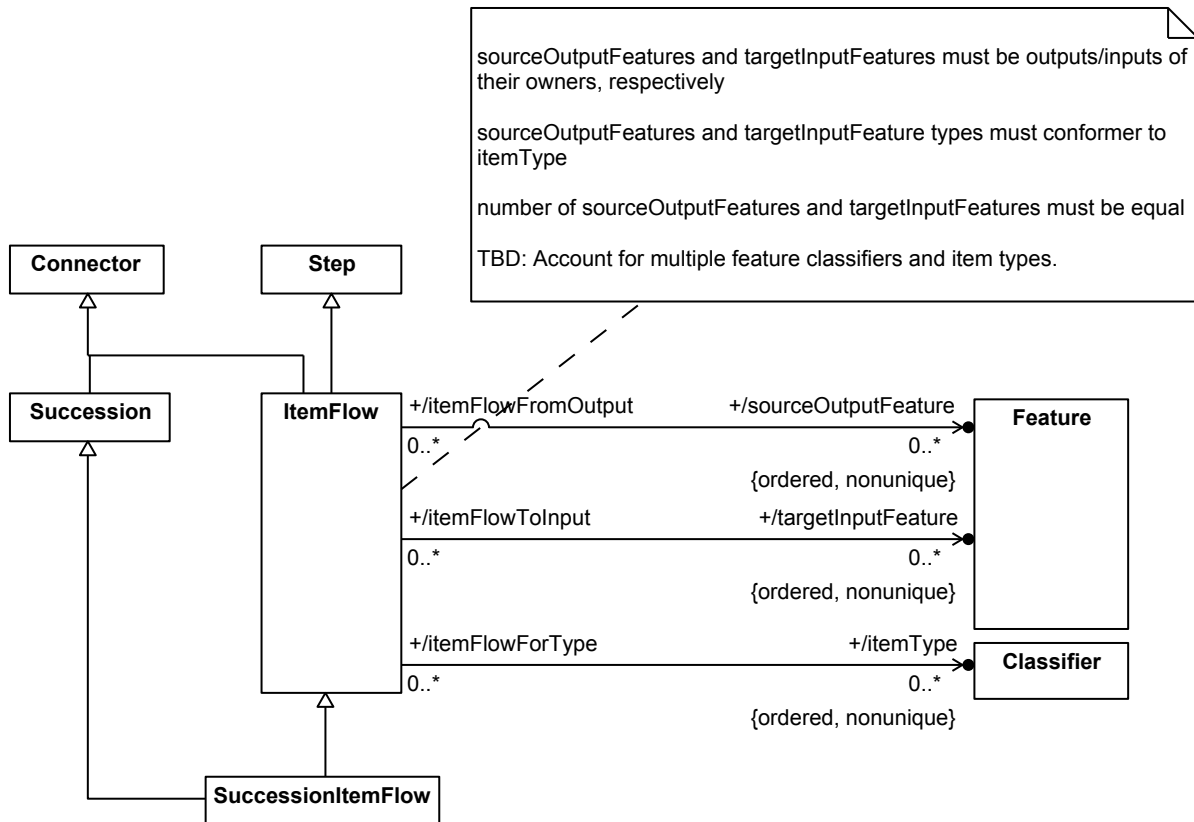 sourceOutputFeatures and targetInputFeatures must be outputs/inputs of
their owners, respectively
sourceOutputFeatures and targetInputFeature types must conformer to
itemType
number of sourceOutputFeatures and targetInputFeatures must be equal
TBD: Account for multiple feature classifiers and item types.
Connector
Step
Succession
ItemFlow
+/itemFlowFromOutput
+/sourceOutputFeature
Feature
0..*
0..*
{ordered, nonunique}
+/itemFlowToInput
+/targetInputFeature
0..*
0..*
{ordered, nonunique}
+/itemFlowForType
+/itemType
Classifier
0..*
0..*
{ordered, nonunique}
SuccessionItemFlow